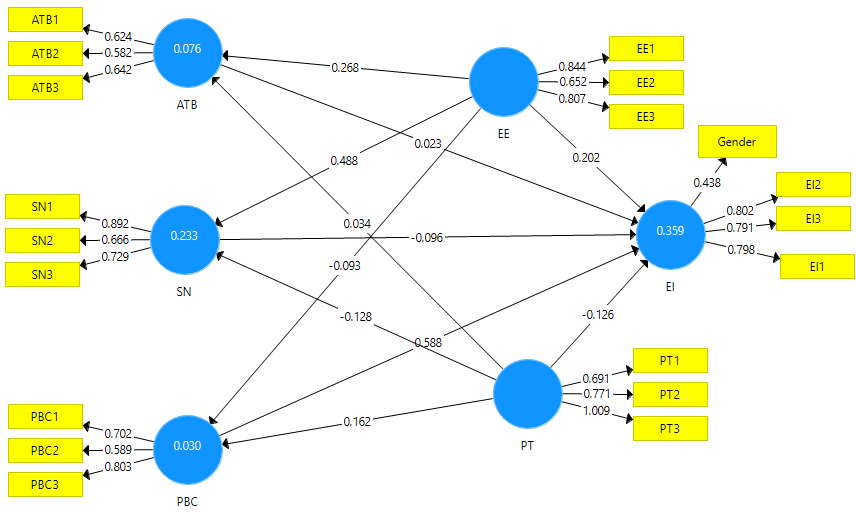 ATB1
ATB2
ATB3
0.624
0.582
0.642
0.076
ATB
0.268
EE
0.844
0.652
0.807
EE1
EE2
EE3
0.488
0.023
0.202
Gender
0.438
SN1
SN2
SN3
0.892
0.666
0.729
0.233
SN
0.034
-0.096
-0.093
0.359
EI
0.802
0.791
0.798
EI2
EI3
EI1
-0.128
0.588
-0.126
PT
0.691
0.771
1.009
PT1
PT2
PT3
PBC1
PBC2
PBC3
0.702
0.589
0.803
0.030
PBC
0.162